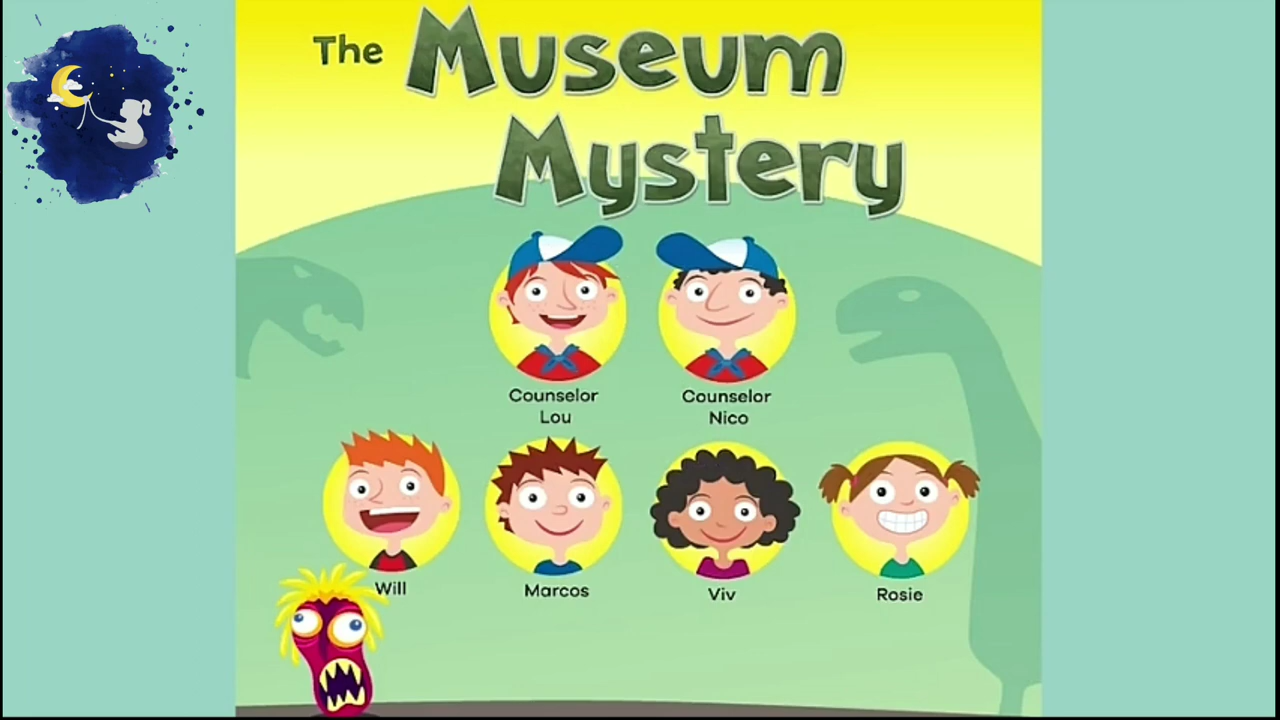 The Museum
Mystery
Counselor
Lou
Counselor
Nico
Will
Marcos
Viv
Rosie